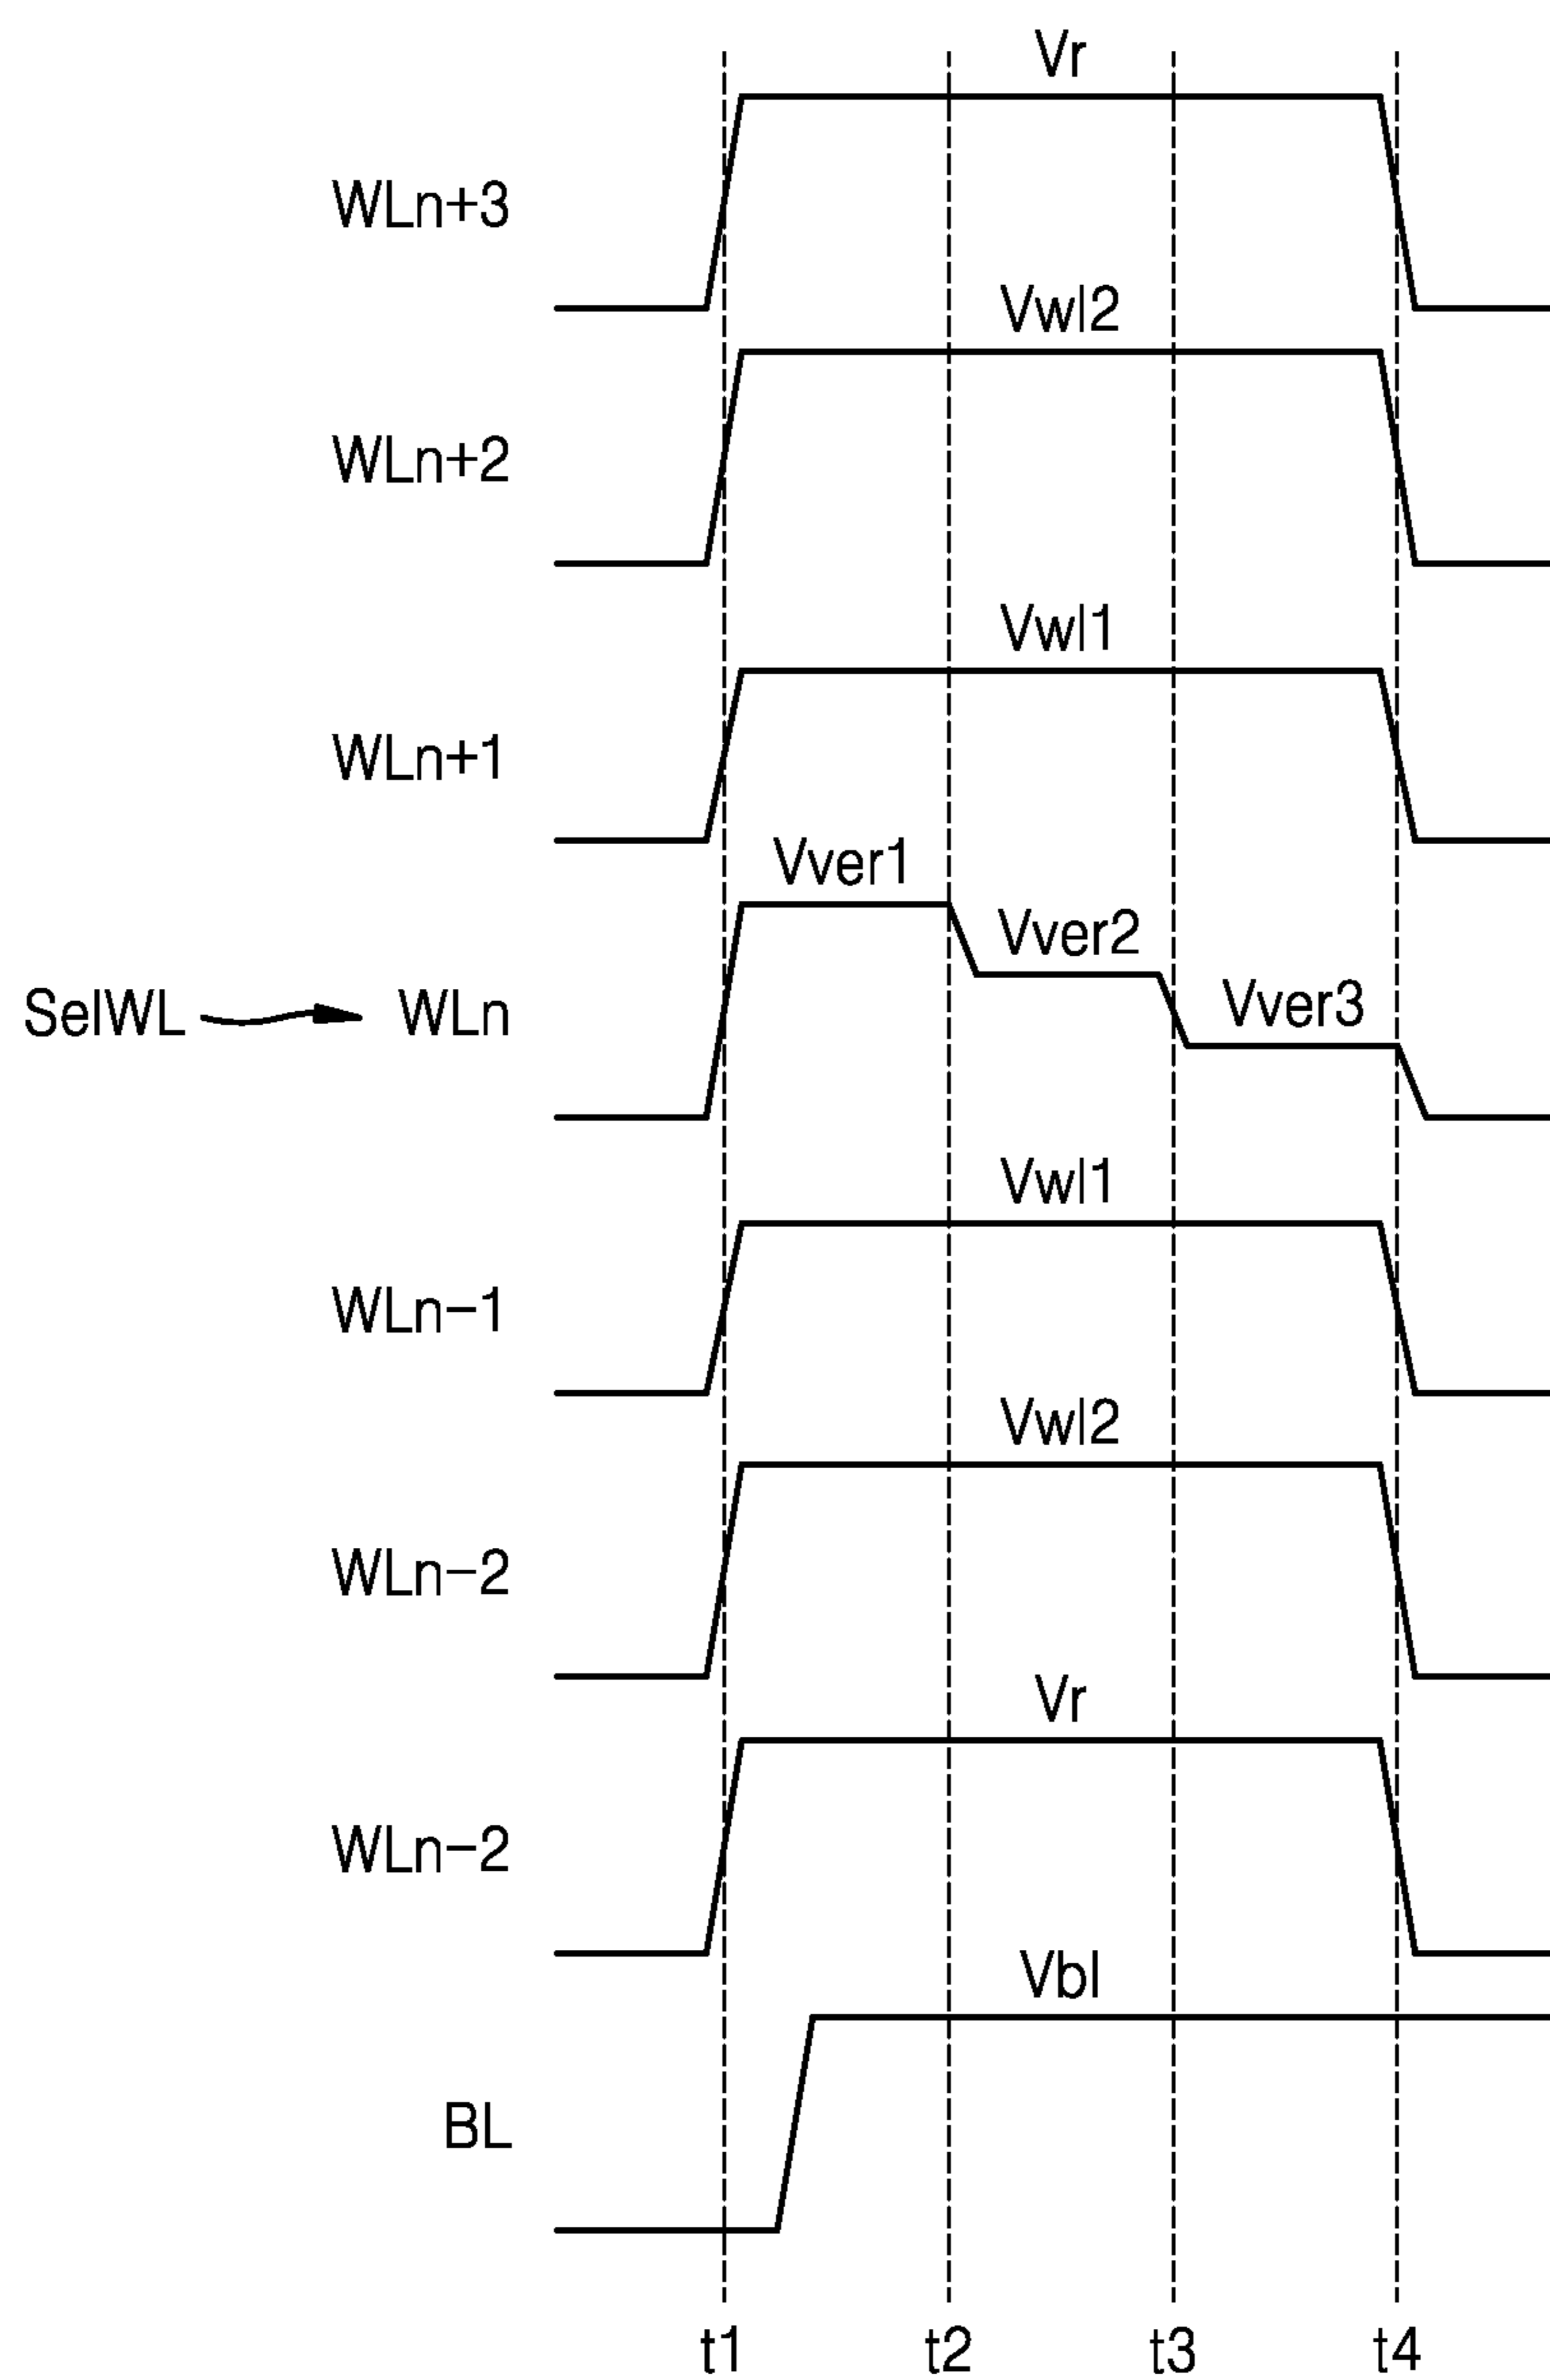 Vr
WLn+3
Vwl2
WLn+2
Vwl1
WLn+1
Vver1
Vver2
Vver3
SelWL WLn
Vwl1
WLn-1
Vwl2
WLn-2
Vr
WLn-2
Vbl
BL
t1 t2 t3 t4